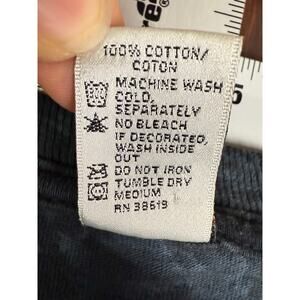 100% COTTON/
COTON
MACHINE WASH
COLD,
SEPARATELY
NO BLEACH
IF DECORATED,
WASH INSIDE
OUT
DO NOT IRON
TUMBLE DRY
MEDIUM
RN 38619
5